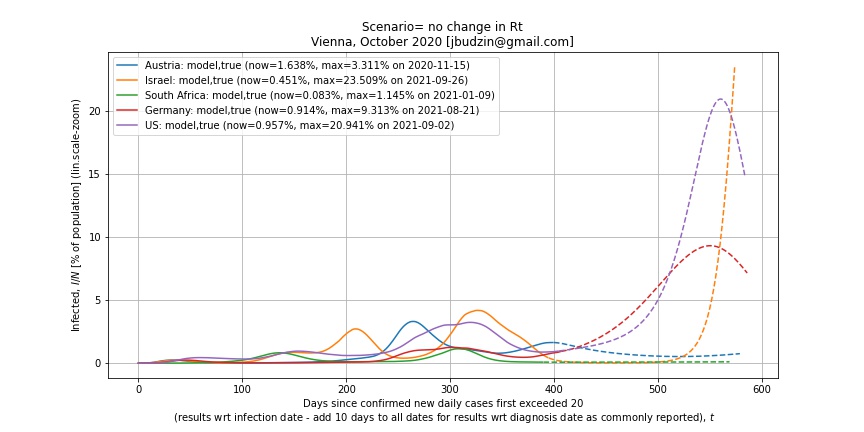 Scenario= no change in Rt
Vienna, October 2020 [jbudzin@gmail.com]
Austria: model,true (now=1.638%, max=3.311% on 2020-11-15)
Israel: model,true (now=0.451%, max=23.509% on 2021-09-26)
South Africa: model,true (now=0.083%, max=1.145% on 2021-01-09)
Germany: model,true (now=0.914%, max=9.313% on 2021-08-21)
US: model,true (now=0.957%, max=20.941% on 2021-09-02)
Infected, I/N [% of population] (lin.scale-zoom)
20
15
10
5
0
0 100 200 300 400 500 600
Days since confirmed new daily cases first exceeded 20
(results wrt infection date - add 10 days to all dates for results wrt diagnosis date as commonly reported), t